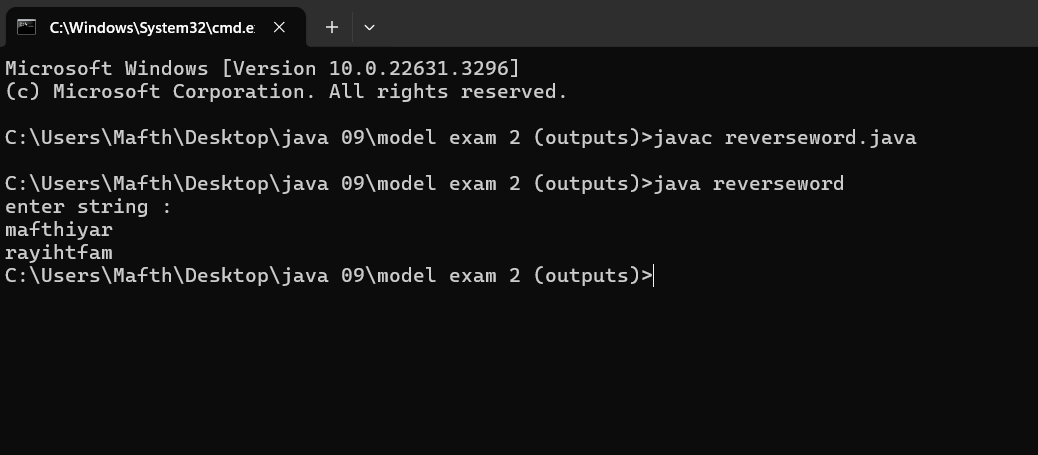 C:\Windows\System32\cmd.e
Microsoft Windows [Version 10.0.22631.3296]
(c) Microsoft Corporation. All rights reserved.
C:\Users\Mafth\Desktop\java 09\model exam 2 (outputs)>javac reverseword.java
C:\Users\Mafth\Desktop\java 09\model exam 2 (outputs)>java reverseword
enter string :
mafthiyar
rayihtfam
C:\Users\Mafth\Desktop\java 09\model exam 2 (outputs)>